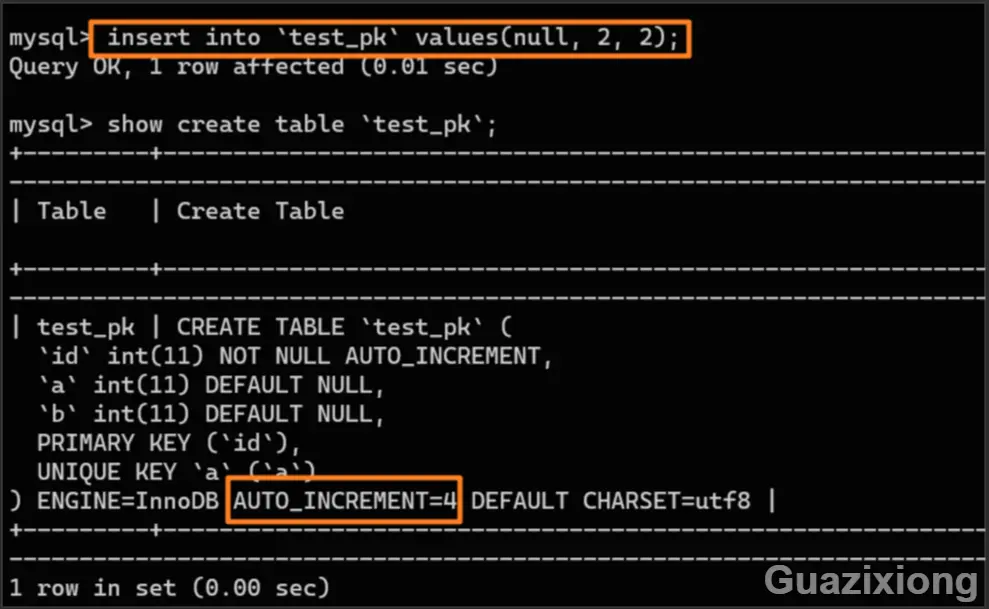 mysql> insert into `test_pk` values(null, 2, 2);
Query OK, 1 row affected (0.01 sec)
mysql> show create table `test_pk`;
+---------+----------------------------------------------------------
---------------------------------------------------------------------
| Table   | Create Table
+---------+----------------------------------------------------------
---------------------------------------------------------------------
| test_pk | CREATE TABLE `test_pk` (
  `id` int(11) NOT NULL AUTO_INCREMENT,
  `a` int(11) DEFAULT NULL,
  `b` int(11) DEFAULT NULL,
  PRIMARY KEY (`id`),
  UNIQUE KEY `a` (`a`)
) ENGINE=InnoDB AUTO_INCREMENT=4 DEFAULT CHARSET=utf8 |
+---------+----------------------------------------------------------
---------------------------------------------------------------------
1 row in set (0.00 sec)
Guazixiong